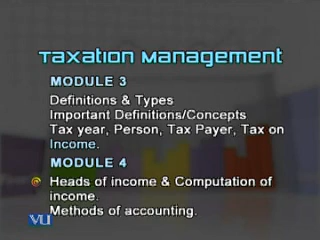 Taxation Management
MODULE 3
Definitions & Types
Important Definitions/Concepts
Tax year, Person, Tax Payer, Tax on
Income.
MODULE 4
Heads of income & Computation of
income.
Methods of accounting.
VU